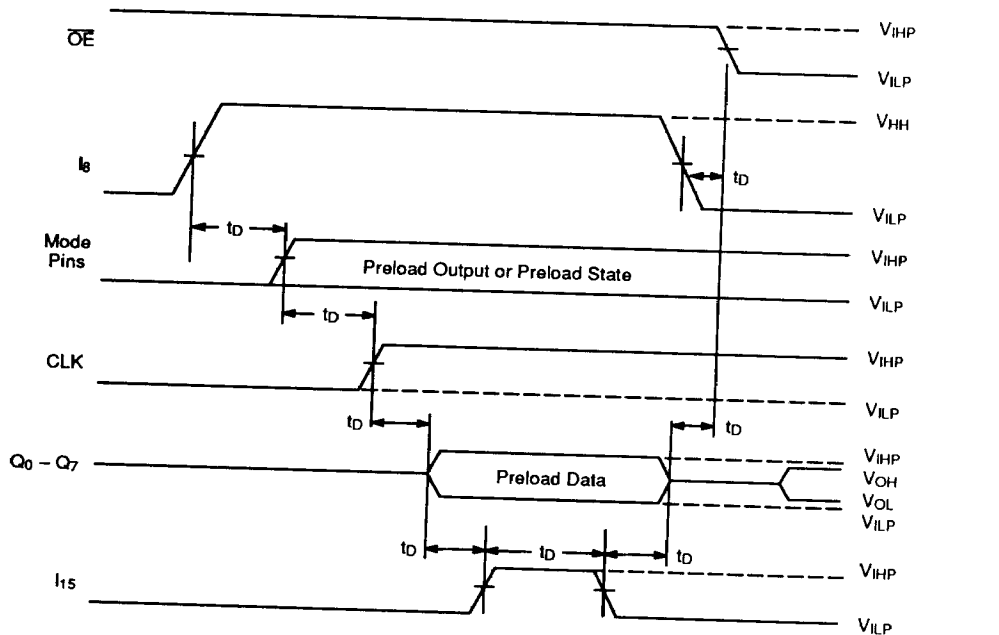 OE
VIHP
VILP
VHH
I8
tD
VILP
tD
Mode
Pins
Preload Output or Preload State
VIHP
VILP
tD
CLK
VIHP
VILP
tD
tD
Q0 – Q7
Preload Data
VIHP
VOH
VOL
VILP
tD
tD
tD
I15
VIHP
VILP